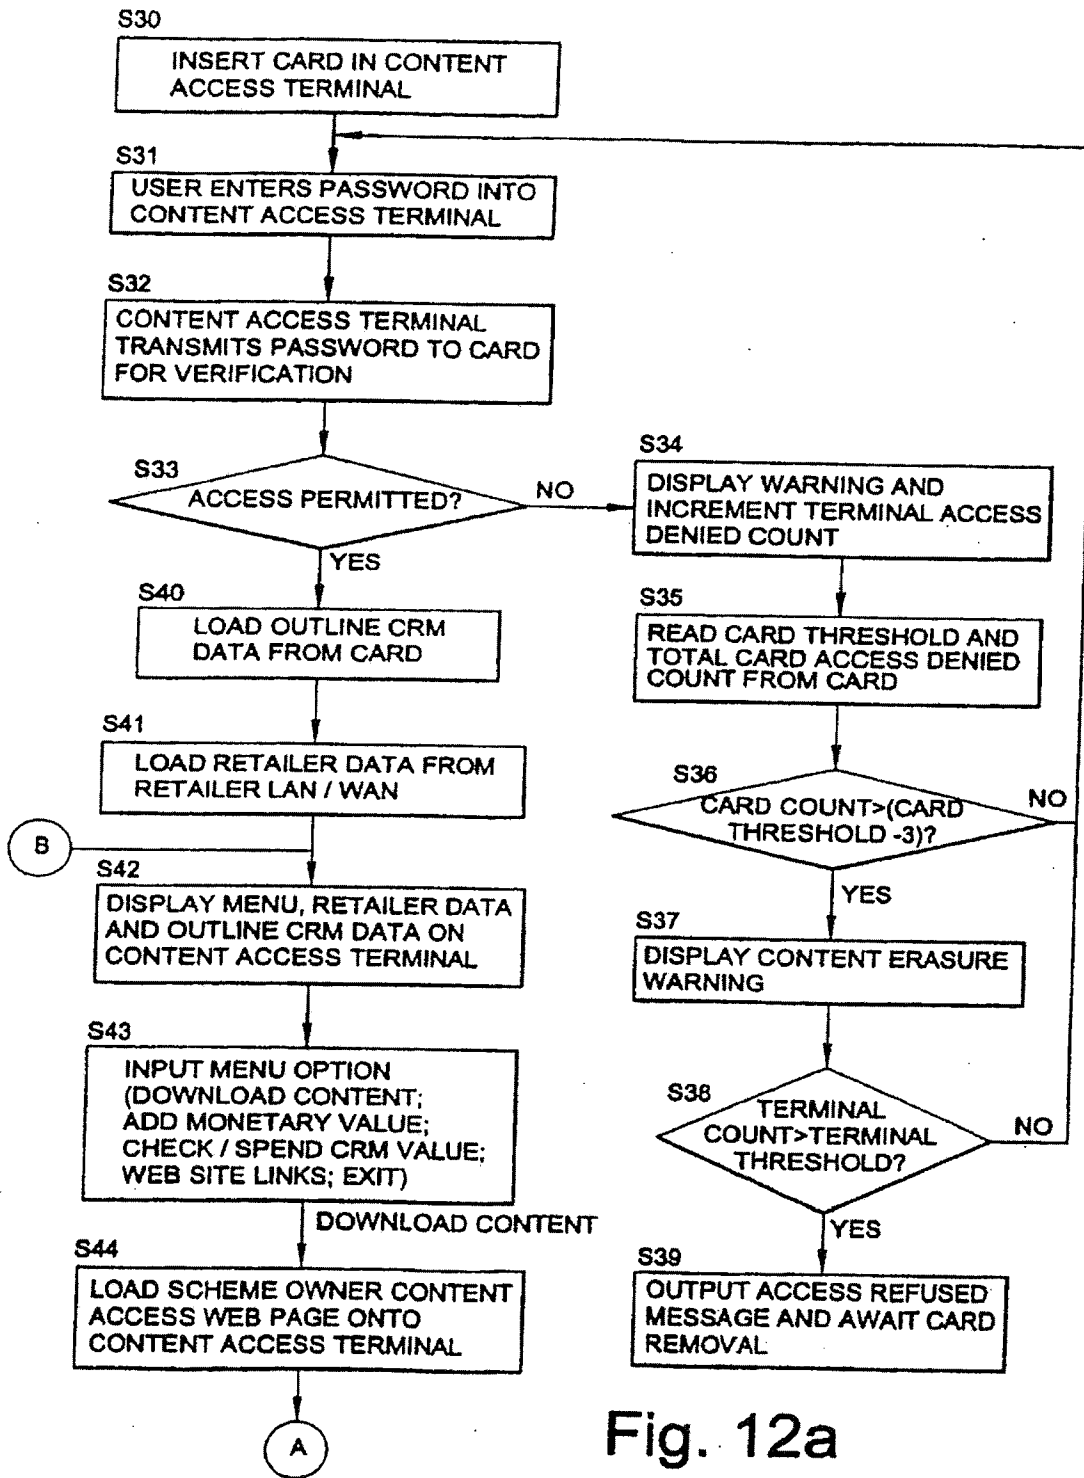 S30
INSERT CARD IN CONTENT
ACCESS TERMINAL
S31
USER ENTERS PASSWORD INTO
CONTENT ACCESS TERMINAL
S32
CONTENT ACCESS TERMINAL
TRANSMITS PASSWORD TO CARD
FOR VERIFICATION
S33
ACCESS PERMITTED?
NO
YES
S34
DISPLAY WARNING AND
INCREMENT TERMINAL ACCESS
DENIED COUNT
S35
READ CARD THRESHOLD AND
TOTAL CARD ACCESS DENIED
COUNT FROM CARD
S36
CARD COUNT>(CARD
THRESHOLD -3)?
NO
YES
S37
DISPLAY CONTENT ERASURE
WARNING
S38
TERMINAL
COUNT>TERMINAL
THRESHOLD?
NO
YES
S39
OUTPUT ACCESS REFUSED
MESSAGE AND AWAIT CARD
REMOVAL
S40
LOAD OUTLINE CRM
DATA FROM CARD
S41
LOAD RETAILER DATA FROM
RETAILER LAN / WAN
B
S42
DISPLAY MENU, RETAILER DATA
AND OUTLINE CRM DATA ON
CONTENT ACCESS TERMINAL
S43
INPUT MENU OPTION
(DOWNLOAD CONTENT;
ADD MONETARY VALUE;
CHECK / SPEND CRM VALUE;
WEB SITE LINKS; EXIT)
DOWNLOAD CONTENT
S44
LOAD SCHEME OWNER CONTENT
ACCESS WEB PAGE ONTO
CONTENT ACCESS TERMINAL
A
Fig. 12a